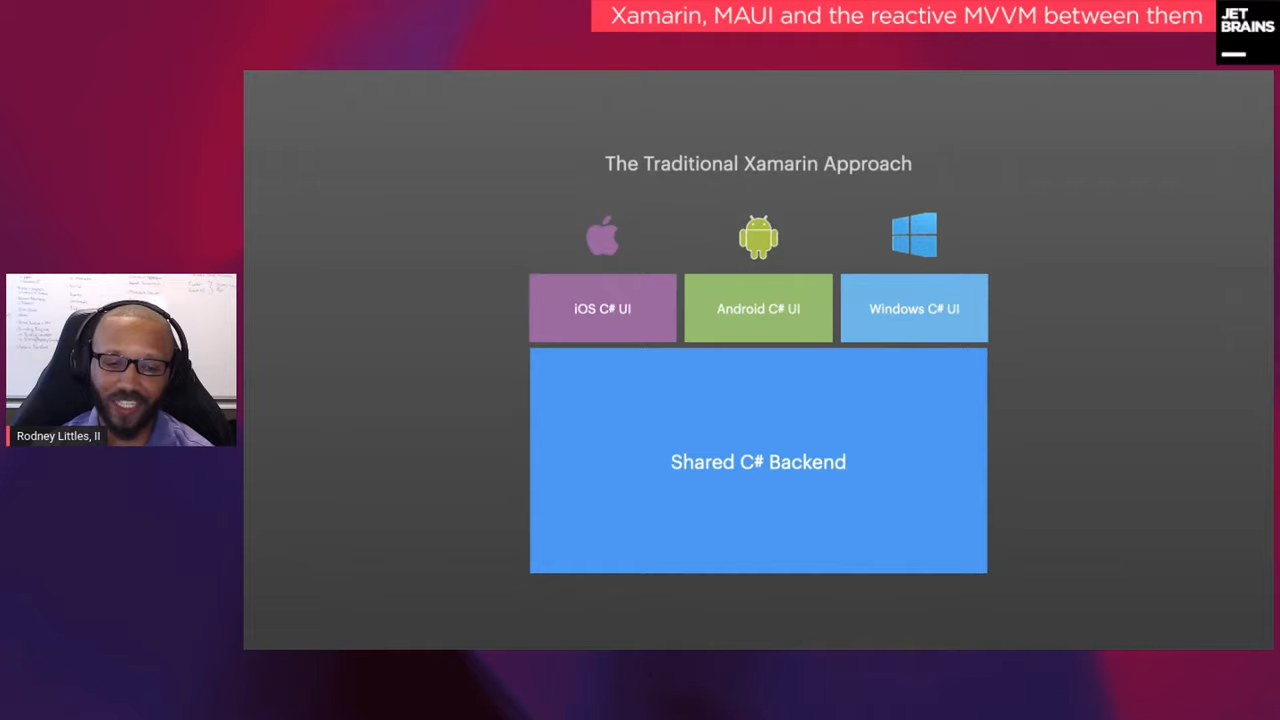 Xamarin, MAUI and the reactive MVVM between them
JET
BRAINS
The Traditional Xamarin Approach
iOS C# UI
Android C# UI
Windows C# UI
Shared C# Backend
Rodney Littles, II